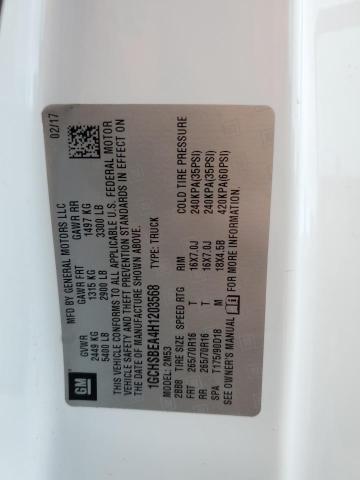 GM
MFD BY GENERAL MOTORS LLC
02/17
GVWR GAWR FRT GAWR RR
2449 KG 1315 KG 1497 KG
5400 LB 2900 LB 3300 LB
THIS VEHICLE CONFORMS TO ALL APPLICABLE U.S. FEDERAL MOTOR
VEHICLE SAFETY AND THEFT PREVENTION STANDARDS IN EFFECT ON
THE DATE OF MANUFACTURE SHOWN ABOVE.
1GCHSBEA4H1203568 TYPE: TRUCK
MODEL: 2M53
2BBB TIRE SIZE SPEED RTG RIM COLD TIRE PRESSURE
FRT 265/70R16 T 16X7.0J 240KPA(35PSI)
RR 265/70R16 T 16X7.0J 240KPA(35PSI)
SPA T175/90D18 M 18X4.5B 420KPA(60PSI)
SEE OWNER'S MANUAL FOR MORE INFORMATION.